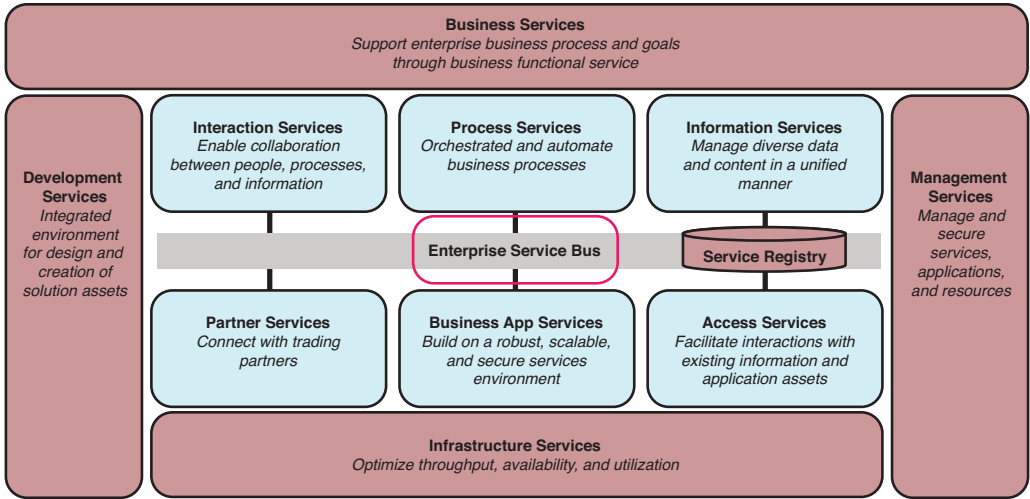 Business Services
Support enterprise business process and goals
through business functional service
Development
Services
Integrated
environment
for design and
creation of
solution assets
Interaction Services
Enable collaboration
between people, processes,
and information
Process Services
Orchestrated and automate
business processes
Information Services
Manage diverse data
and content in a unified
manner
Management
Services
Manage and
secure
services,
applications,
and resources
Enterprise Service Bus
Service Registry
Partner Services
Connect with trading
partners
Business App Services
Build on a robust, scalable,
and secure services
environment
Access Services
Facilitate interactions with
existing information and
application assets
Infrastructure Services
Optimize throughput, availability, and utilization